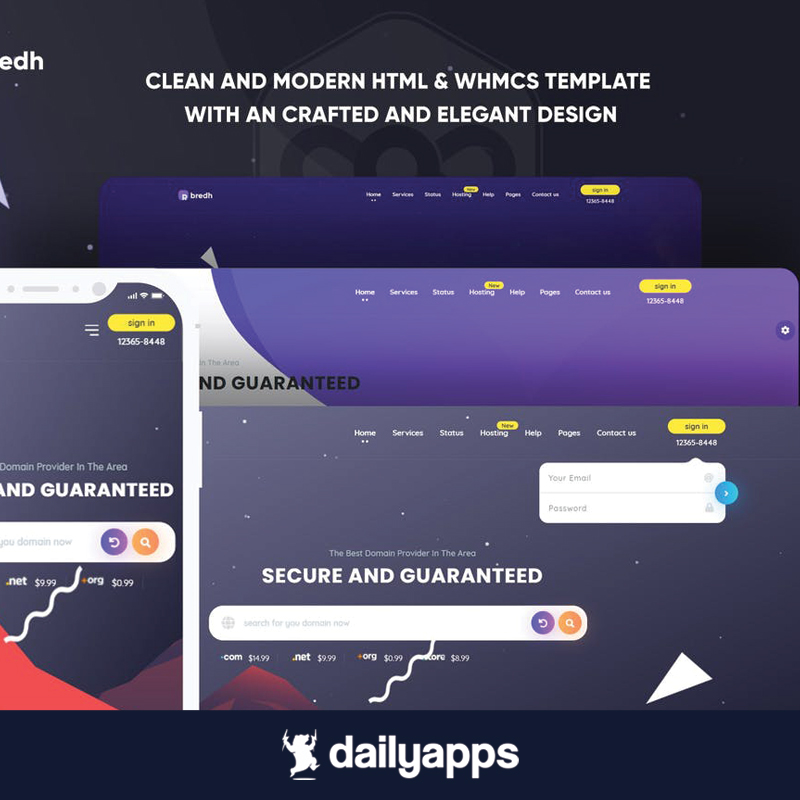 edh
CLEAN AND MODERN HTML & WHMCS TEMPLATE
WITH AN CRAFTED AND ELEGANT DESIGN
bredh
Home Services Status Hosting New Help Pages Contact us
sign in
12365-8448
Home Services Status Hosting New Help Pages Contact us
sign in
12365-8448
In The Area
ND GUARANTEED
sign in
12365-8448
Domain Provider In The Area
AND GUARANTEED
you domain now
.net $9.99 +org $0.99
Home Services Status Hosting New Help Pages Contact us
sign in
12365-8448
Your Email
Password
The Best Domain Provider In The Area
SECURE AND GUARANTEED
search for you domain now
•com $14.99 .net $9.99 +org $0.99 $8.99
dailyapps